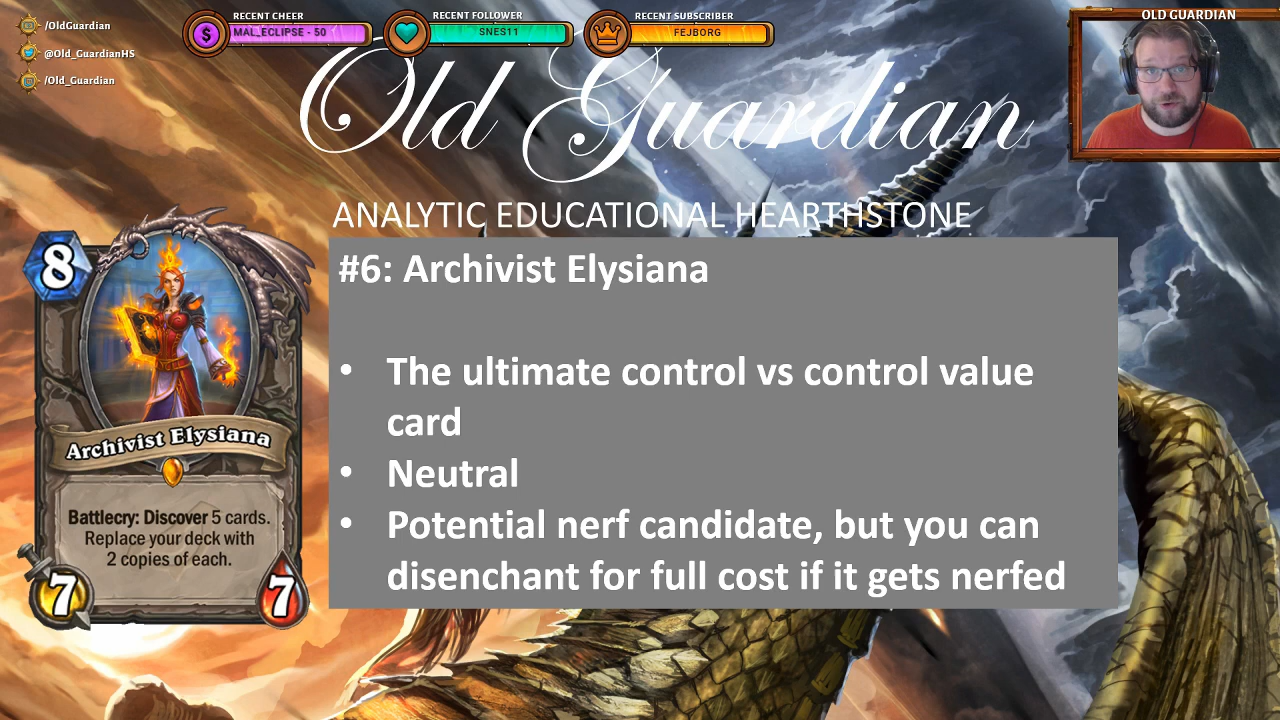 /OldGuardian
@Old_GuardianHS
/Old_Guardian
RECENT CHEER
MAL_ECLIPSE - 50
RECENT FOLLOWER
SNES11
RECENT SUBSCRIBER
FEJBORG
OLD GUARDIAN
Old Guardian
ANALYTIC EDUCATIONAL HEARTHSTONE
8
Archivist Elysiana
Battlecry: Discover 5 cards.
Replace your deck with
2 copies of each.
7
7
#6: Archivist Elysiana
• The ultimate control vs control value
card
• Neutral
• Potential nerf candidate, but you can
disenchant for full cost if it gets nerfed